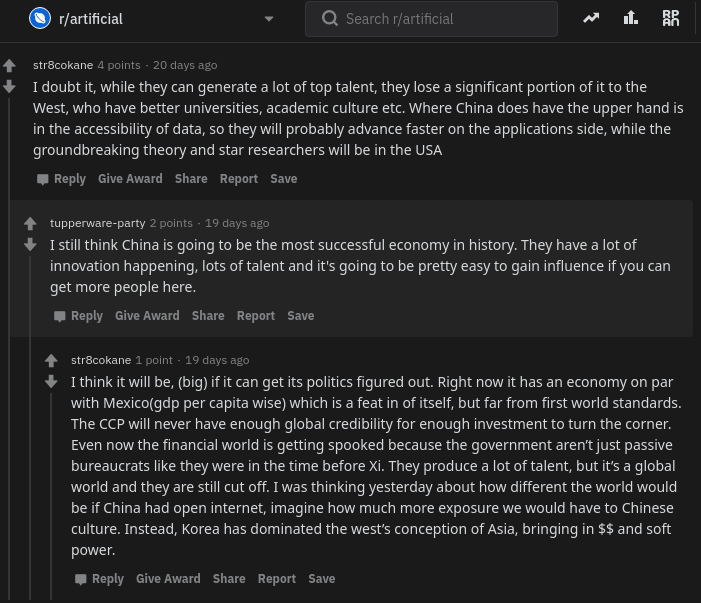 r/artificial
Search r/artificial
RPAN
str8cokane 4 points · 20 days ago
I doubt it, while they can generate a lot of top talent, they lose a significant portion of it to the
West, who have better universities, academic culture etc. Where China does have the upper hand is
in the accessibility of data, so they will probably advance faster on the applications side, while the
groundbreaking theory and star researchers will be in the USA
Reply Give Award Share Report Save
tupperware-party 2 points · 19 days ago
I still think China is going to be the most successful economy in history. They have a lot of
innovation happening, lots of talent and it's going to be pretty easy to gain influence if you can
get more people here.
Reply Give Award Share Report Save
str8cokane 1 point · 19 days ago
I think it will be, (big) if it can get its politics figured out. Right now it has an economy on par
with Mexico(gdp per capita wise) which is a feat in of itself, but far from first world standards.
The CCP will never have enough global credibility for enough investment to turn the corner.
Even now the financial world is getting spooked because the government aren’t just passive
bureaucrats like they were in the time before Xi. They produce a lot of talent, but it’s a global
world and they are still cut off. I was thinking yesterday about how different the world would
be if China had open internet, imagine how much more exposure we would have to Chinese
culture. Instead, Korea has dominated the west’s conception of Asia, bringing in $$ and soft
power.
Reply Give Award Share Report Save